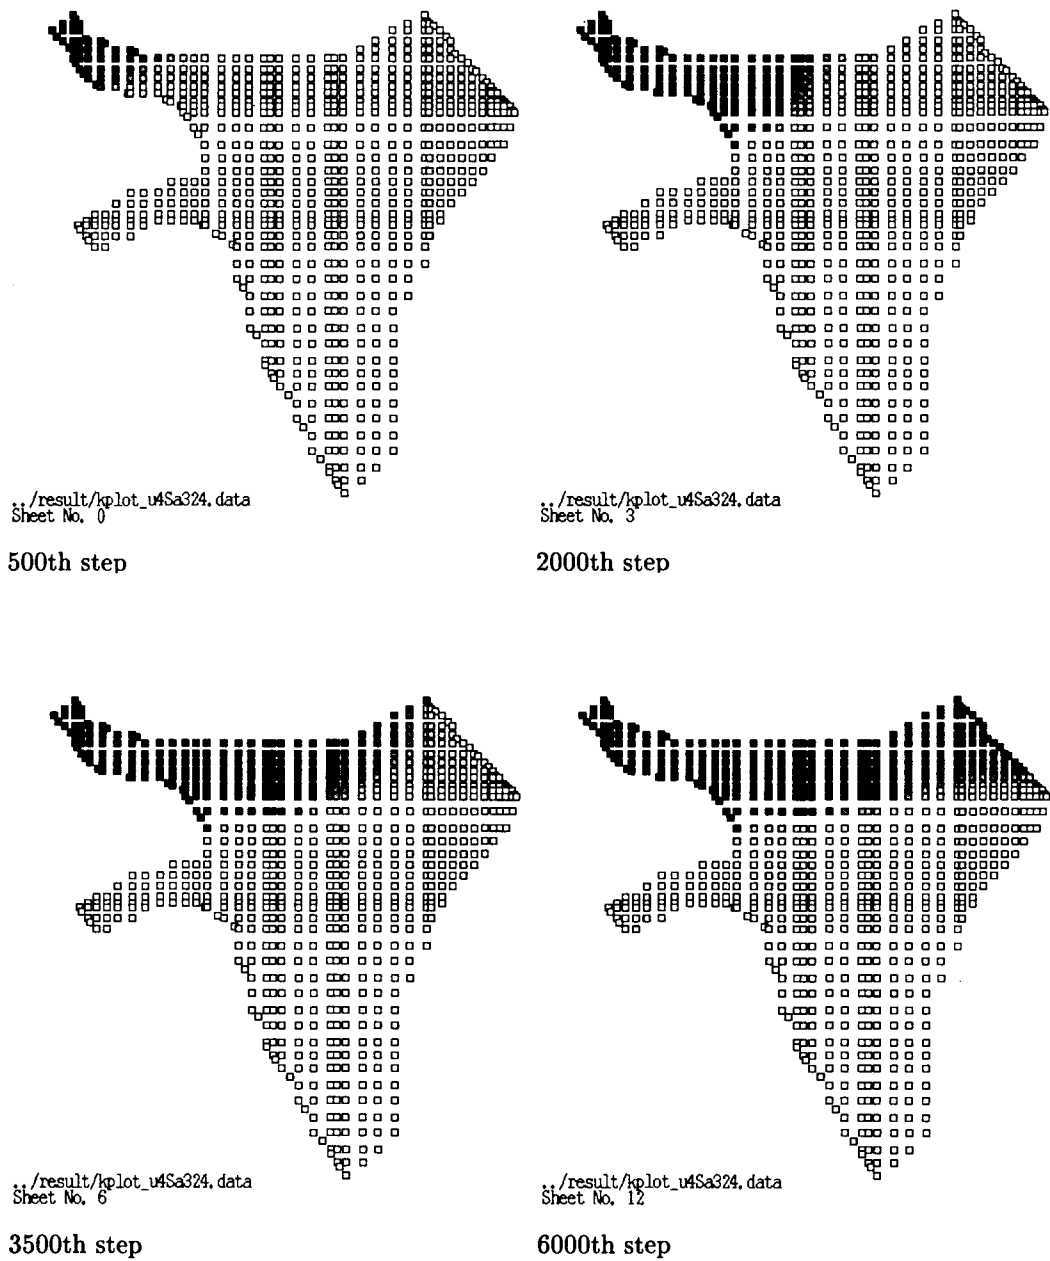 ../result/kplot_u4Sa324.data
Sheet No. 0
500th step
../result/kplot_u4Sa324.data
Sheet No. 3
2000th step
../result/kplot_u4Sa324.data
Sheet No. 6
3500th step
../result/kplot_u4Sa324.data
Sheet No. 12
6000th step